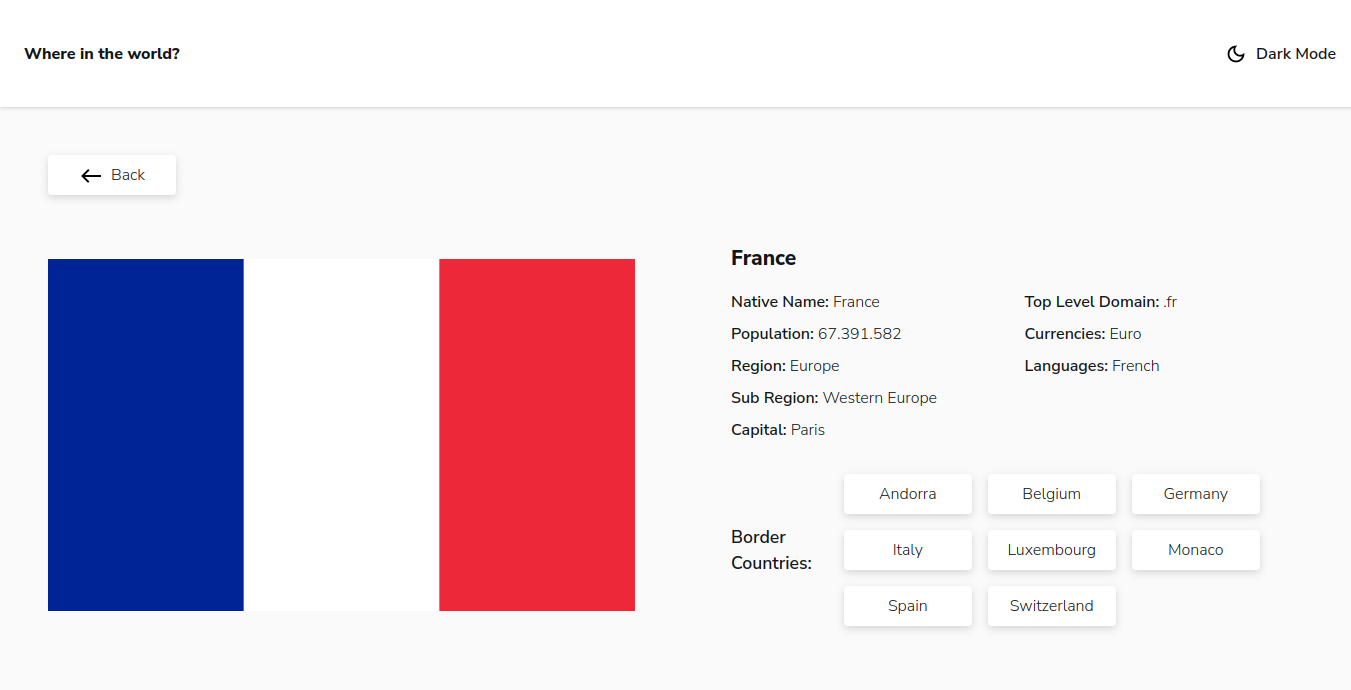 Where in the world?
Dark Mode
Back
France
Native Name: France
Population: 67.391.582
Region: Europe
Sub Region: Western Europe
Capital: Paris
Top Level Domain: .fr
Currencies: Euro
Languages: French
Border
Countries:
Andorra
Belgium
Germany
Italy
Luxembourg
Monaco
Spain
Switzerland